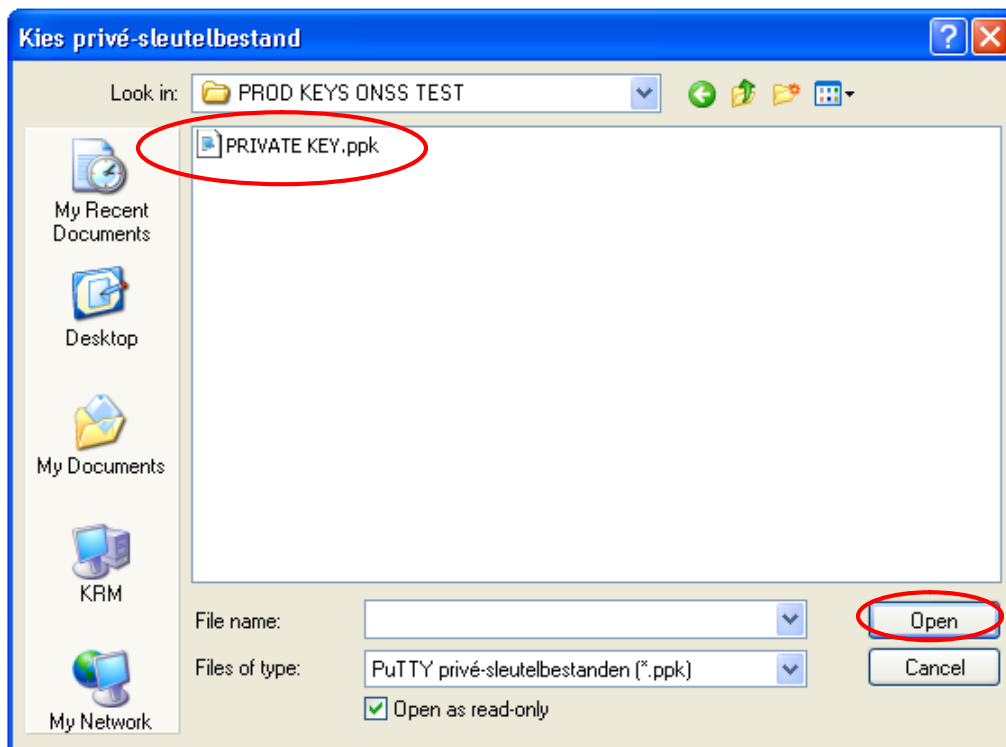 Kies privé-sleutelbestand
Look in:
PROD KEYS ONSS TEST
PRIVATE KEY.ppk
My Recent
Documents
Desktop
My Documents
KRM
My Network
File name:
Open
Files of type:
PuTTY privé-sleutelbestanden (*.ppk)
Cancel
Open as read-only